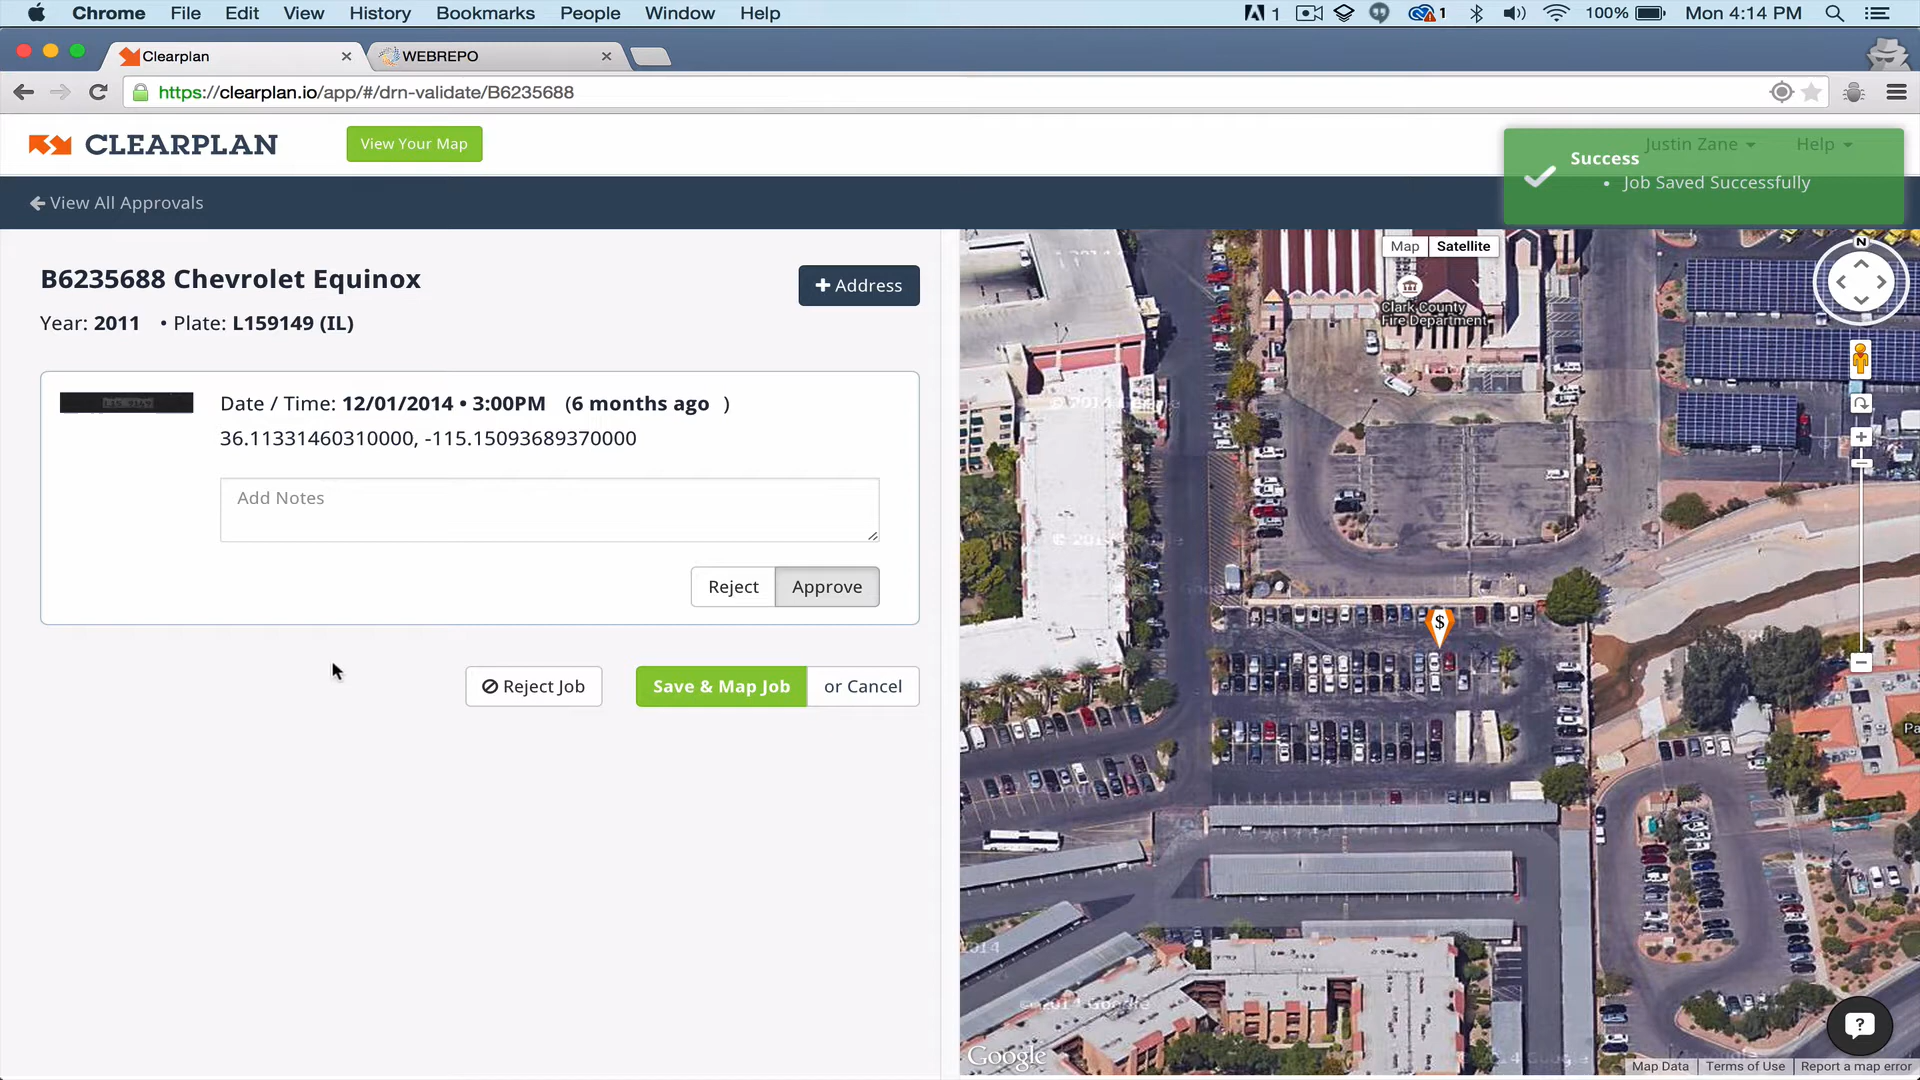 Chrome File Edit View History Bookmarks People Window Help 1 1 100% Mon 4:14 PM
Clearplan WEBREPO
https://clearplan.io/app/#/drn-validate/B6235688
CLEARPLAN View Your Map Justin Zane Help
Success
• Job Saved Successfully
View All Approvals
Map Satellite
N
B6235688 Chevrolet Equinox
+ Address
Year: 2011 • Plate: L159149 (IL)
Clark County
Fire Department
Date / Time: 12/01/2014 • 3:00PM (6 months ago )
36.11331460310000, -115.15093689370000
Add Notes
Reject Approve
$
Reject Job Save & Map Job or Cancel
Pa
Google
Map Data Terms of Use Report a map error